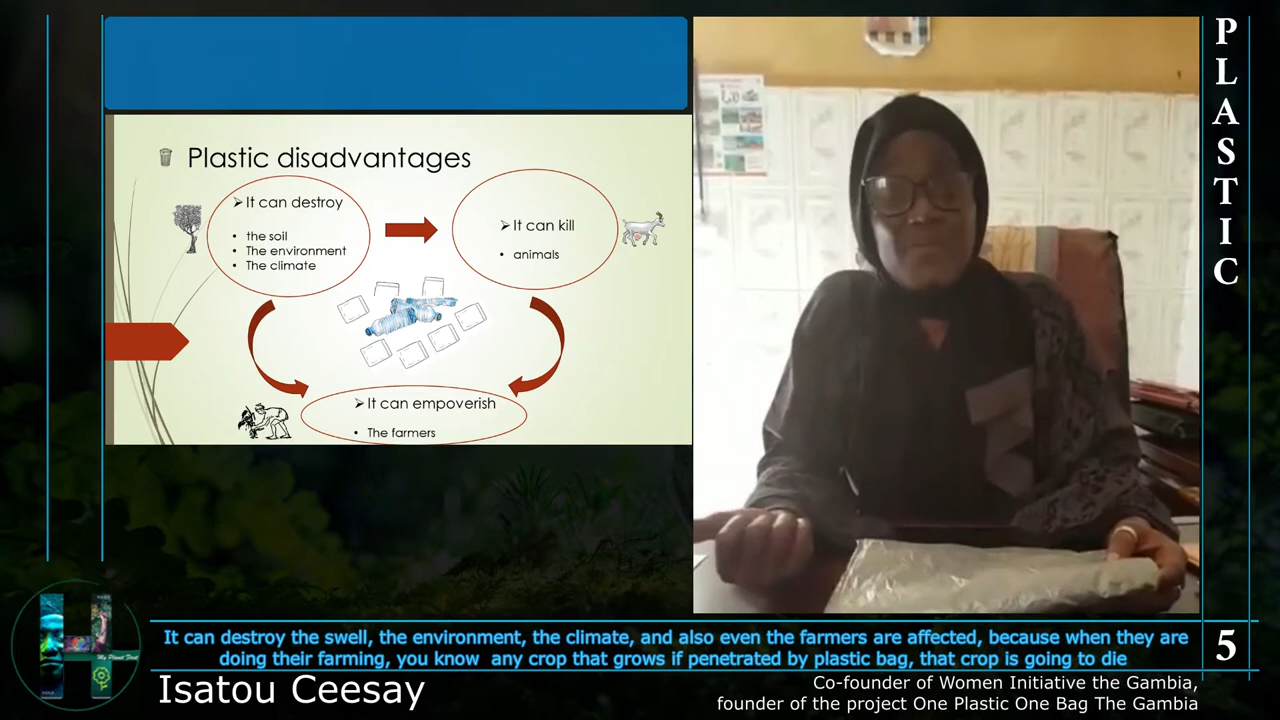 Plastic disadvantages
It can destroy
the soil
The environment
The climate
It can kill
animals
It can empoverish
The farmers
PLASTIC
5
It can destroy the swell, the environment, the climate, and also even the farmers are affected, because when they are
doing their farming, you know any crop that grows if penetrated by plastic bag, that crop is going to die
H
My Planet First
Isatou Ceesay
Co-founder of Women Initiative the Gambia,
founder of the project One Plastic One Bag The Gambia